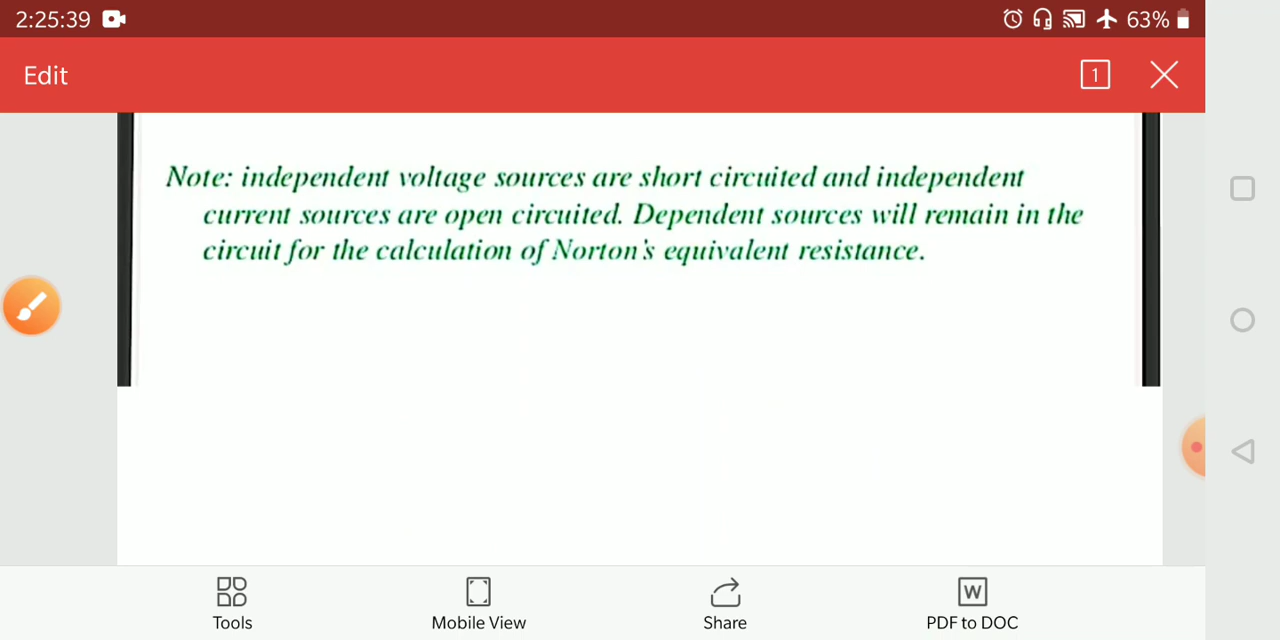 2:25:39
63%
Edit
1
Note: independent voltage sources are short circuited and independent
current sources are open circuited. Dependent sources will remain in the
circuit for the calculation of Norton's equivalent resistance.
Tools
Mobile View
Share
W
PDF to DOC